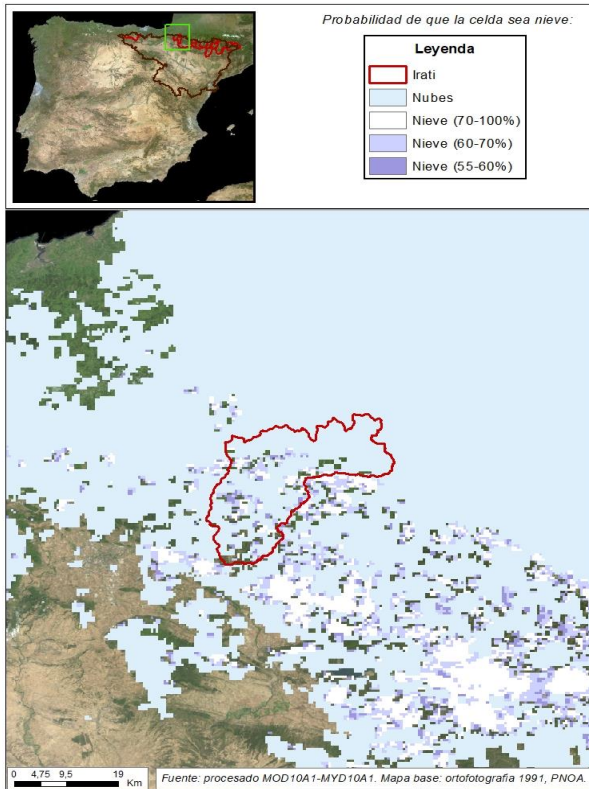 Probabilidad de que la celda sea nieve:
Leyenda
Irati
Nubes
Nieve (70-100%)
Nieve (60-70%)
Nieve (55-60%)
0 4,75 9,5 19
Km
Fuente: procesado MOD10A1-MYD10A1. Mapa base: ortofotografia 1991, PNOA.